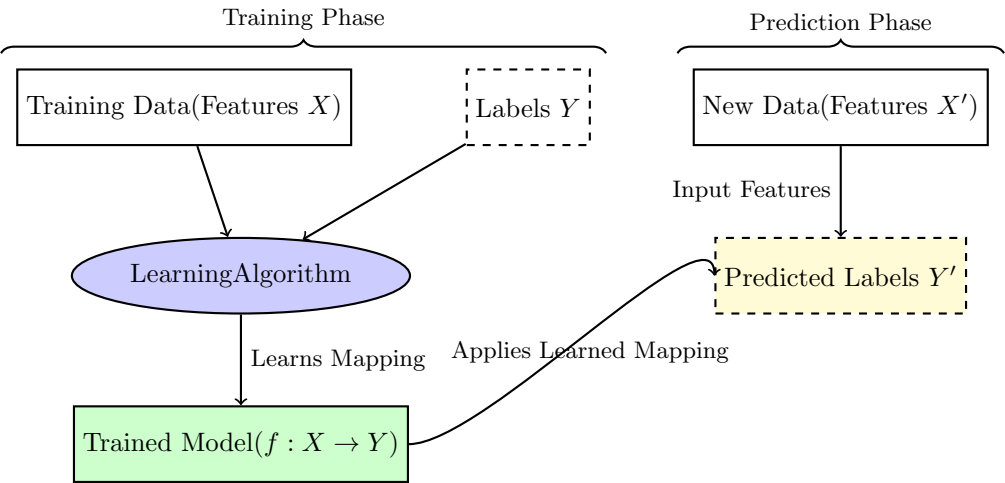 Training Phase
Prediction Phase
Training Data(Features X)
Labels Y
New Data(Features X′)
Input Features
LearningAlgorithm
Predicted Labels Y′
Learns Mapping
Applies Learned Mapping
Trained Model(f : X → Y)